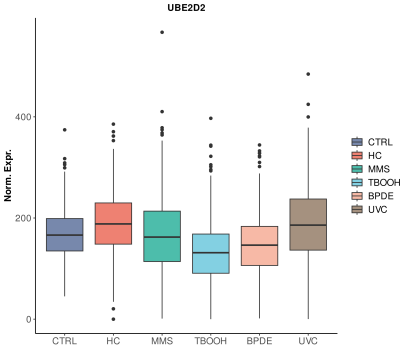 UBE2D2
Norm. Expr.
400
200
0
CTRL HC MMS TBOOH BPDE UVC
CTRL
HC
MMS
TBOOH
BPDE
UVC